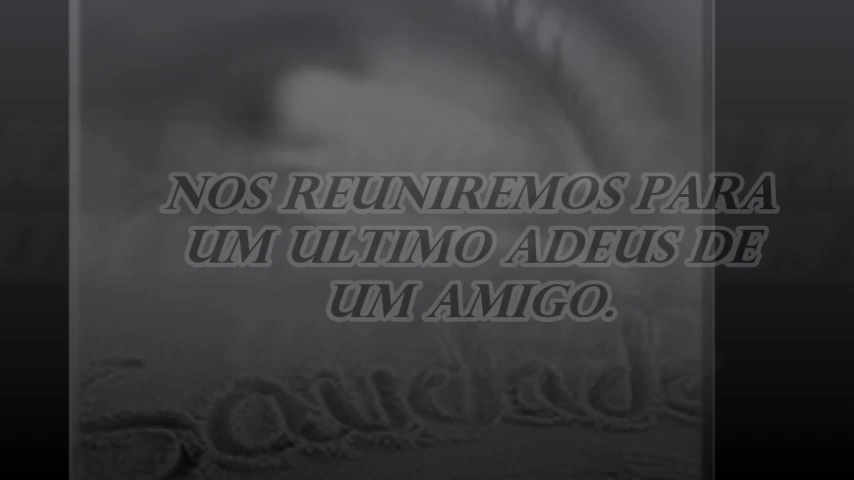 NOS REUNIREMOS PARA
UM ULTIMO ADEUS DE
UM AMIGO.
Saudade